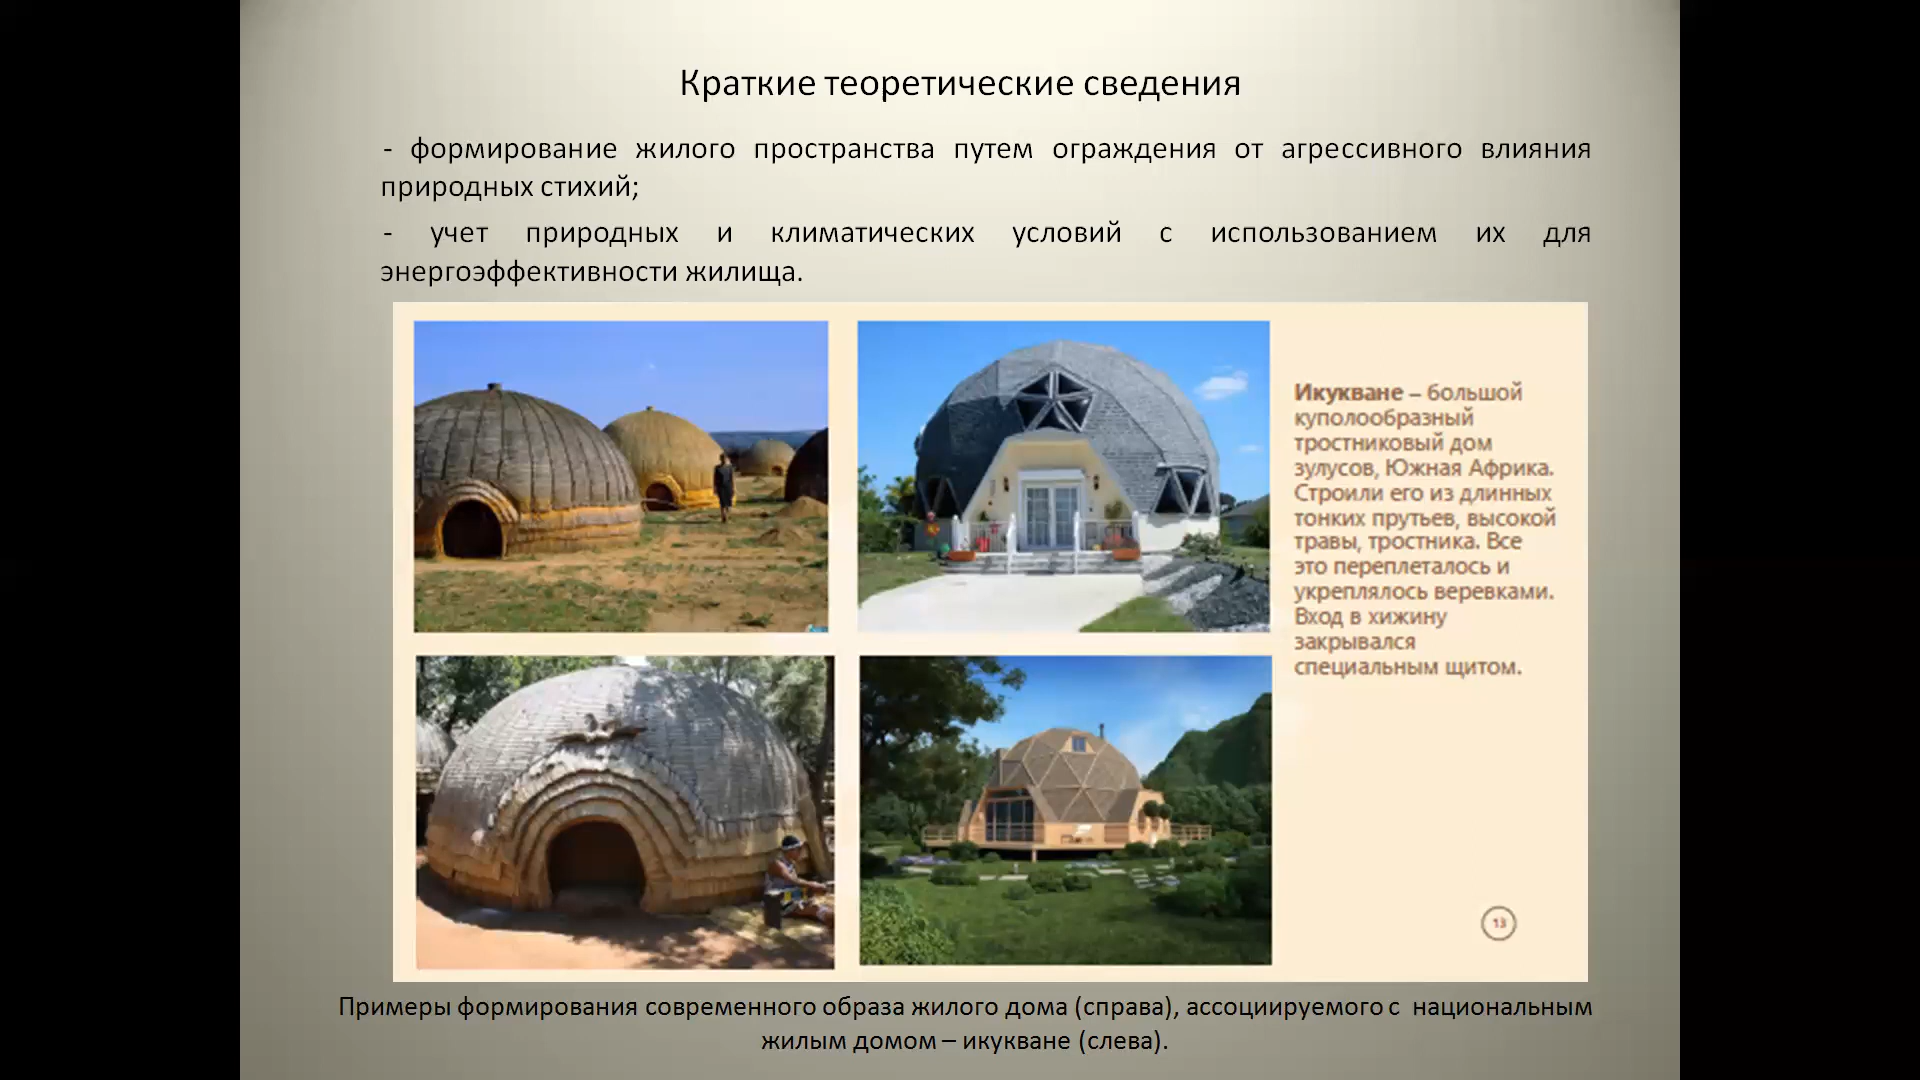 Краткие теоретические сведения
- формирование жилого пространства путем ограждения от агрессивного влияния
природных стихий;
- учет природных и климатических условий с использованием их для
энергоэффективности жилища.
Икукване – большой
куполообразный
тростниковый дом
зулусов, Южная Африка.
Строили его из длинных
тонких прутьев, высокой
травы, тростника. Все
это переплеталось и
укреплялось веревками.
Вход в хижину
закрывался
специальным щитом.
13
Примеры формирования современного образа жилого дома (справа), ассоциируемого с национальным
жилым домом – икукване (слева).